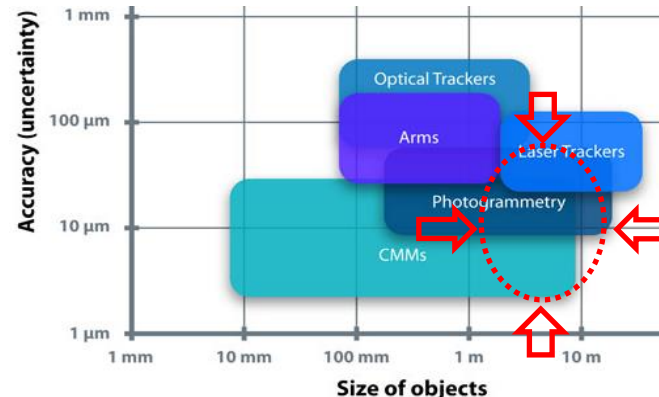 1 mm
Optical Trackers
100 µm
Arms
Laser Trackers
Photogrammetry
10 µm
CMMs
1 µm
1 mm 10 mm 100 mm 1 m 10 m
Size of objects
Accuracy (uncertainty)